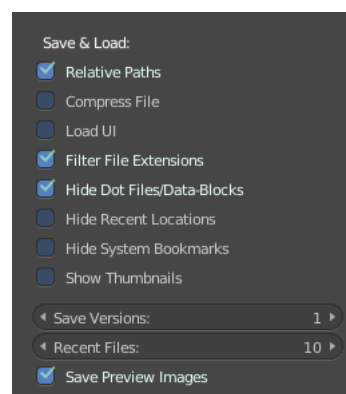 Save & Load:
Relative Paths
Compress File
Load UI
Filter File Extensions
Hide Dot Files/Data-Blocks
Hide Recent Locations
Hide System Bookmarks
Show Thumbnails
Save Versions: 1
Recent Files: 10
Save Preview Images